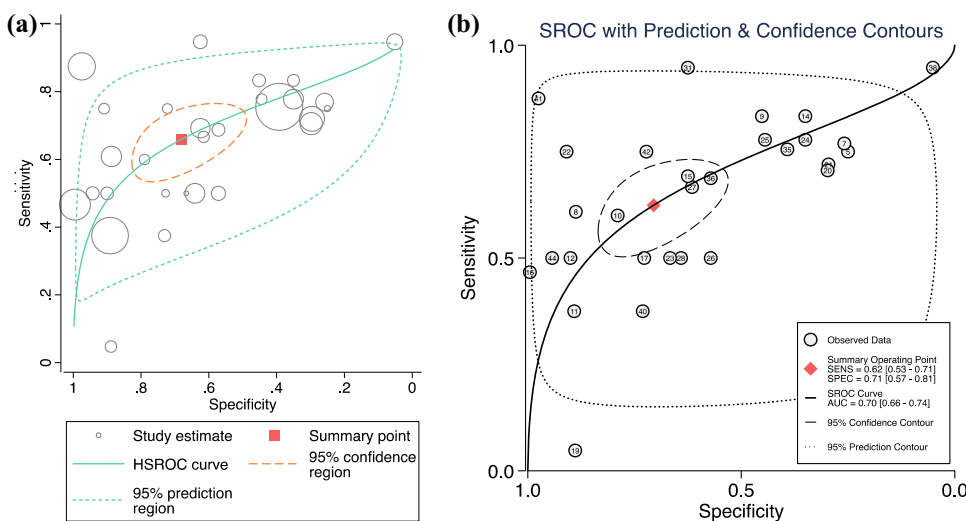 (a)
1
.8
.6
.4
.2
0
Sensitivity
1
.8
.6
.4
.2
0
Specificity
Study estimate
Summary point
HSROC curve
95% confidence
region
95% prediction
region
(b)
SROC with Prediction & Confidence Contours
1.0
0.5
0.0
Sensitivity
31
38
41
9
14
25
24
35
7
5
21
20
22
42
15
36
27
8
10
44
12
17
23
28
26
16
11
40
19
Observed Data
Summary Operating Point
SENS = 0.62 [0.53 - 0.71]
SPEC = 0.71 [0.57 - 0.81]
SROC Curve
AUC = 0.70 [0.66 - 0.74]
95% Confidence Contour
95% Prediction Contour
1.0
0.5
0.0
Specificity